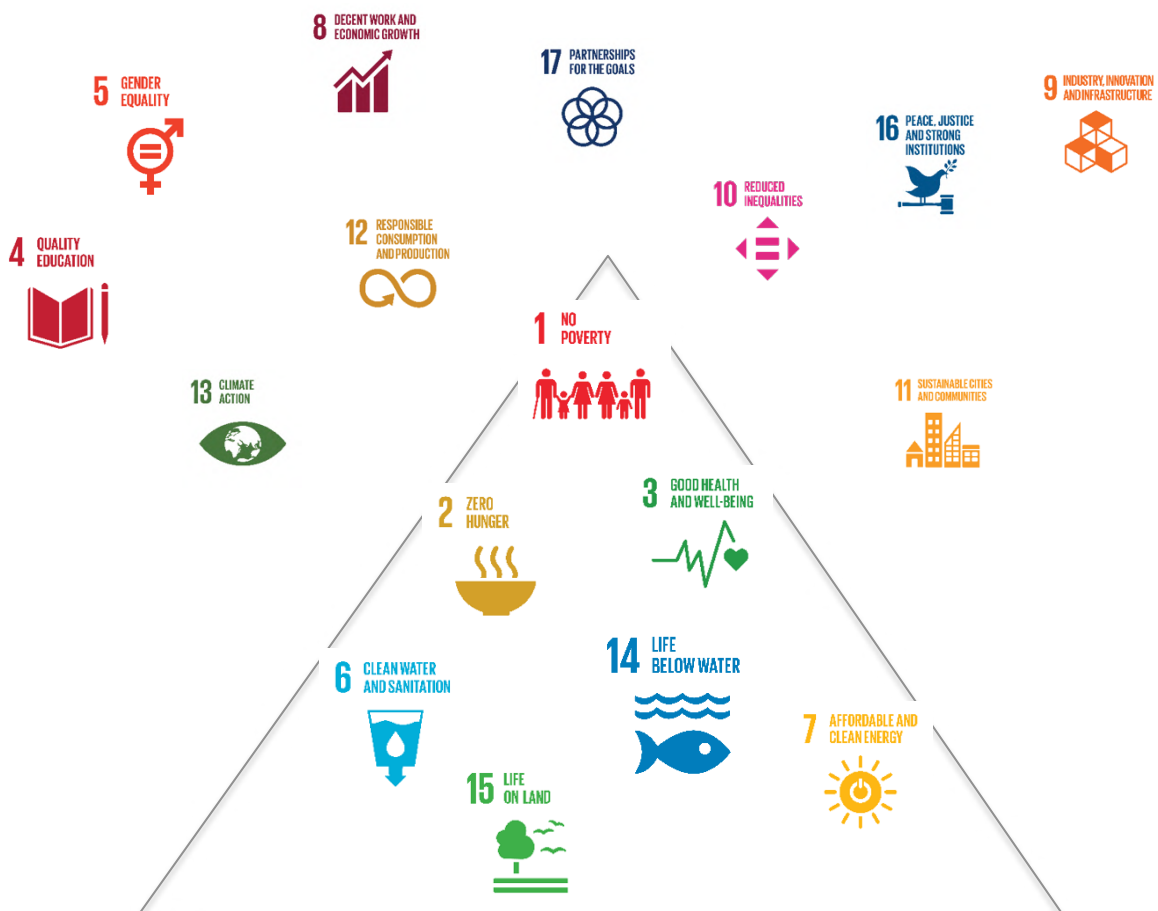 8 DECENT WORK AND
ECONOMIC GROWTH
17 PARTNERSHIPS
FOR THE GOALS
5 GENDER
EQUALITY
9 INDUSTRY, INNOVATION
AND INFRASTRUCTURE
16 PEACE, JUSTICE
AND STRONG
INSTITUTIONS
10 REDUCED
INEQUALITIES
12 RESPONSIBLE
CONSUMPTION
AND PRODUCTION
4 QUALITY
EDUCATION
1 NO
POVERTY
13 CLIMATE
ACTION
11 SUSTAINABLE CITIES
AND COMMUNITIES
2 ZERO
HUNGER
3 GOOD HEALTH
AND WELL-BEING
6 CLEAN WATER
AND SANITATION
14 LIFE
BELOW WATER
7 AFFORDABLE AND
CLEAN ENERGY
15 LIFE
ON LAND